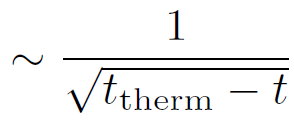 ∼ 1/√(t_therm − t)